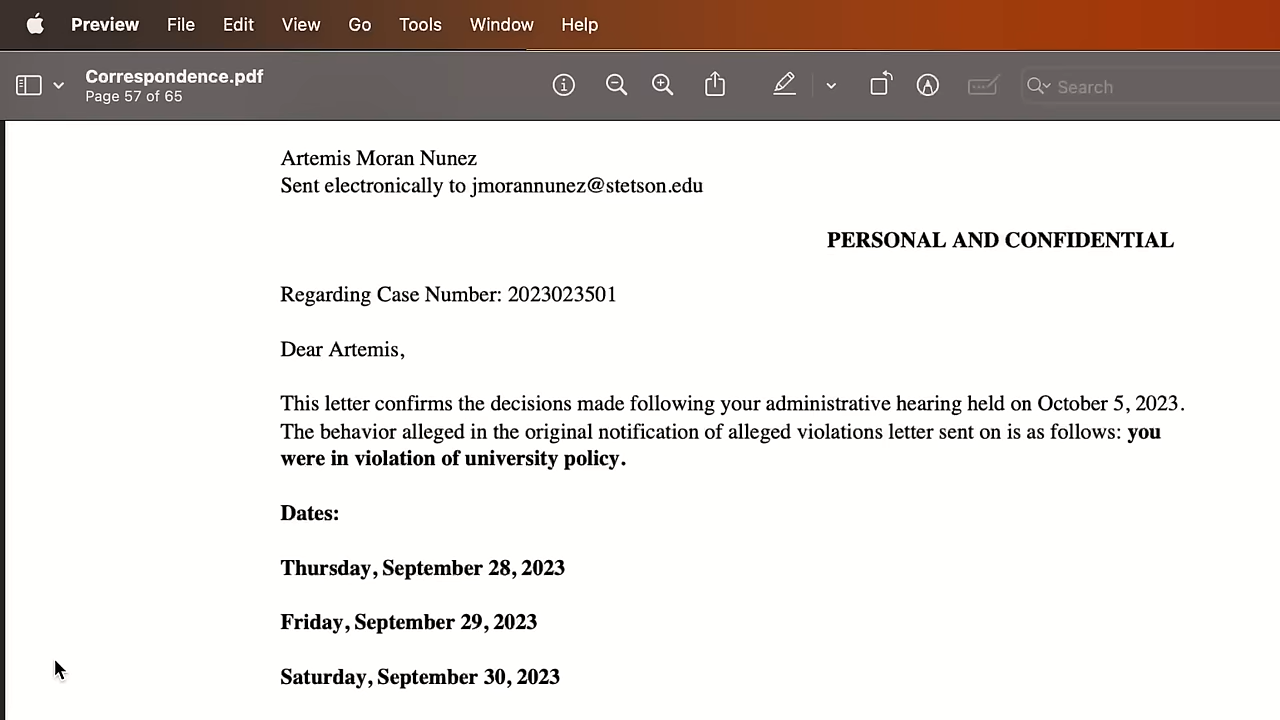 Preview File Edit View Go Tools Window Help
Correspondence.pdf
Page 57 of 65
Search
Artemis Moran Nunez
Sent electronically to jmorannunez@stetson.edu
PERSONAL AND CONFIDENTIAL
Regarding Case Number: 2023023501
Dear Artemis,
This letter confirms the decisions made following your administrative hearing held on October 5, 2023.
The behavior alleged in the original notification of alleged violations letter sent on is as follows: you
were in violation of university policy.
Dates:
Thursday, September 28, 2023
Friday, September 29, 2023
Saturday, September 30, 2023